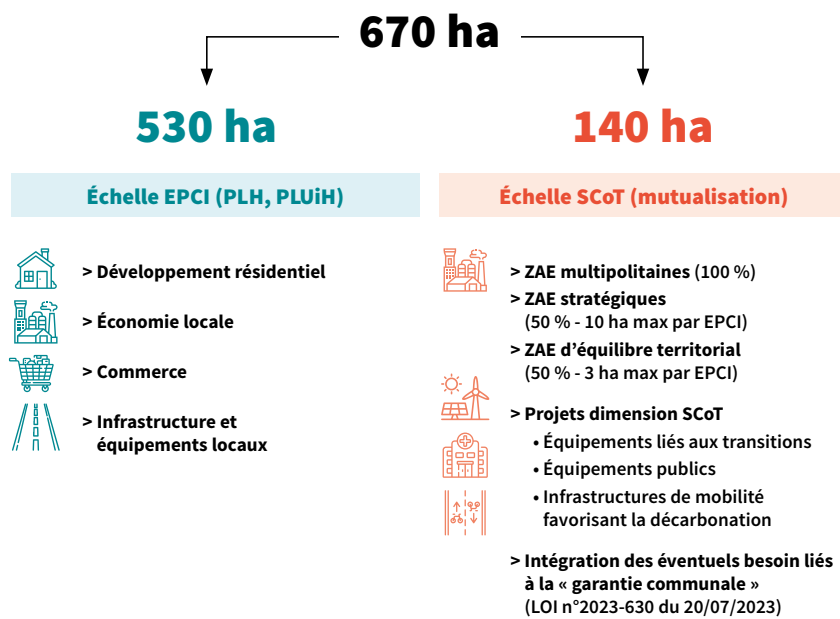 670 ha
530 ha
Échelle EPCI (PLH, PLUiH)
> Développement résidentiel
> Économie locale
> Commerce
> Infrastructure et
équipements locaux
140 ha
Échelle SCoT (mutualisation)
> ZAE multipolitaines (100 %)
> ZAE stratégiques
(50 % - 10 ha max par EPCI)
> ZAE d’équilibre territorial
(50 % - 3 ha max par EPCI)
> Projets dimension SCoT
• Équipements liés aux transitions
• Équipements publics
• Infrastructures de mobilité
favorisant la décarbonation
> Intégration des éventuels besoin liés
à la « garantie communale »
(LOI n°2023-630 du 20/07/2023)